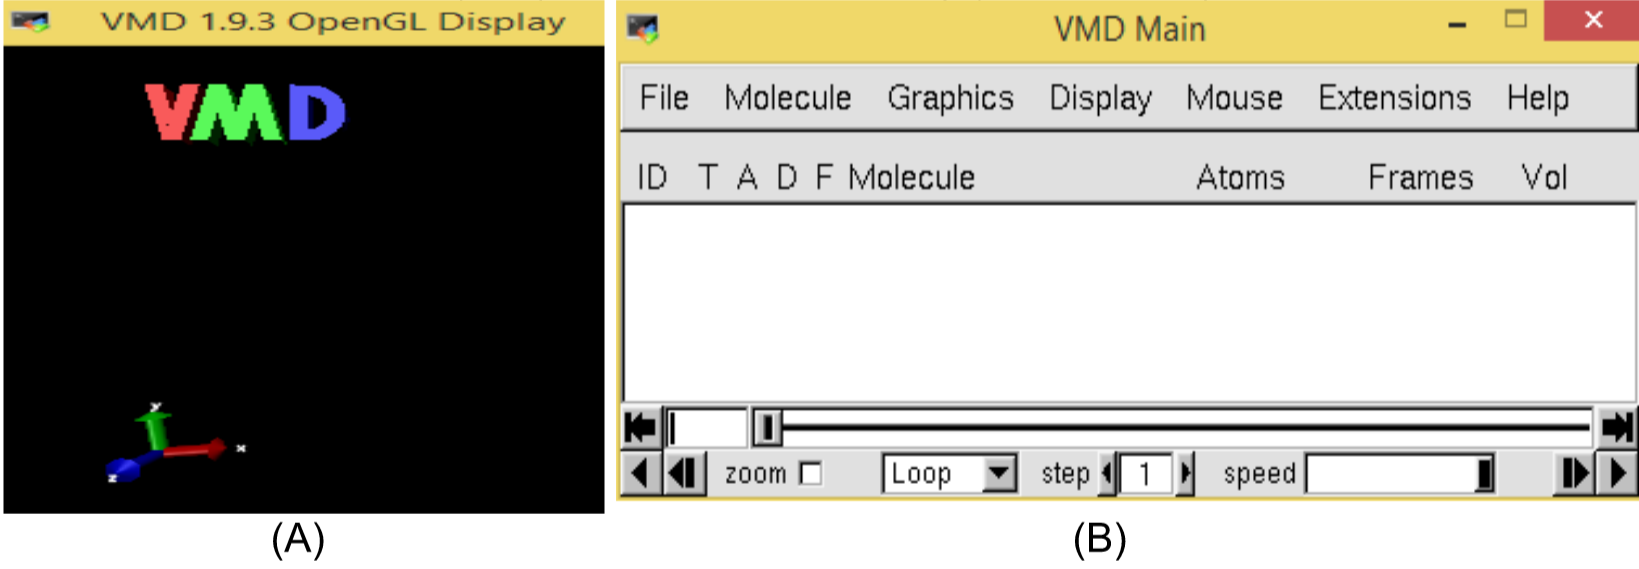 VMD 1.9.3 OpenGL Display
VMD
Y
X
Z
(A)
VMD Main
File Molecule Graphics Display Mouse Extensions Help
ID T A D F Molecule Atoms Frames Vol
zoom Loop step 1 speed
(B)